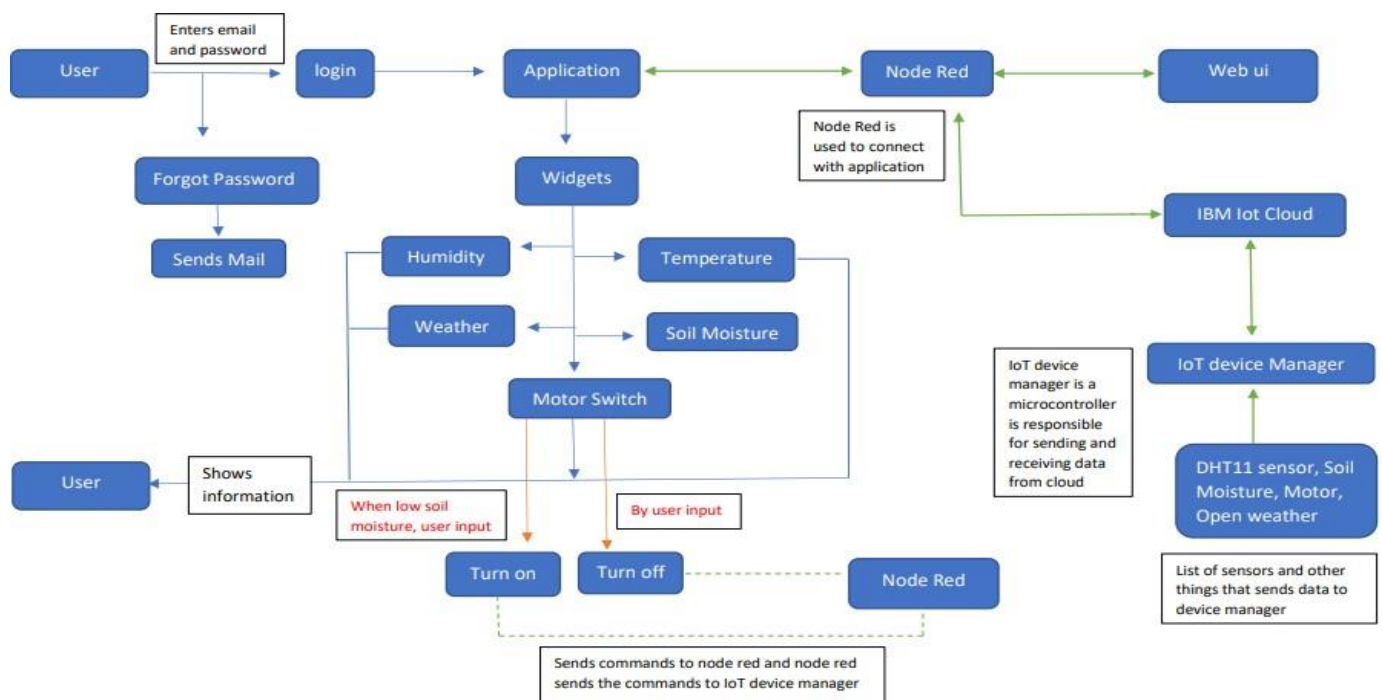 Enters email
and password
User
login
Application
Node Red
Web ui
Node Red is
used to connect
with application
Forgot Password
Widgets
IBM Iot Cloud
Sends Mail
Humidity
Temperature
Weather
Soil Moisture
IoT device Manager
IoT device
manager is a
microcontroller
is responsible
for sending and
receiving data
from cloud
Motor Switch
User
Shows
information
When low soil
moisture, user input
By user input
DHT11 sensor, Soil
Moisture, Motor,
Open weather
Turn on
Turn off
Node Red
List of sensors and other
things that sends data to
device manager
Sends commands to node red and node red
sends the commands to IoT device manager